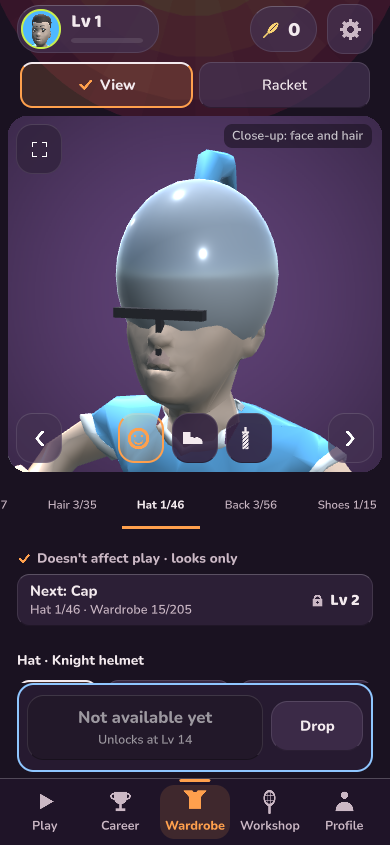 Lv 1
0
View
Racket
Close-up: face and hair
7
Hair 3/35
Hat 1/46
Back 3/56
Shoes 1/15
Doesn't affect play · looks only
Next: Cap
Hat 1/46 · Wardrobe 15/205
Lv 2
Hat · Knight helmet
Not available yet
Unlocks at Lv 14
Drop
Play
Career
Wardrobe
Workshop
Profile